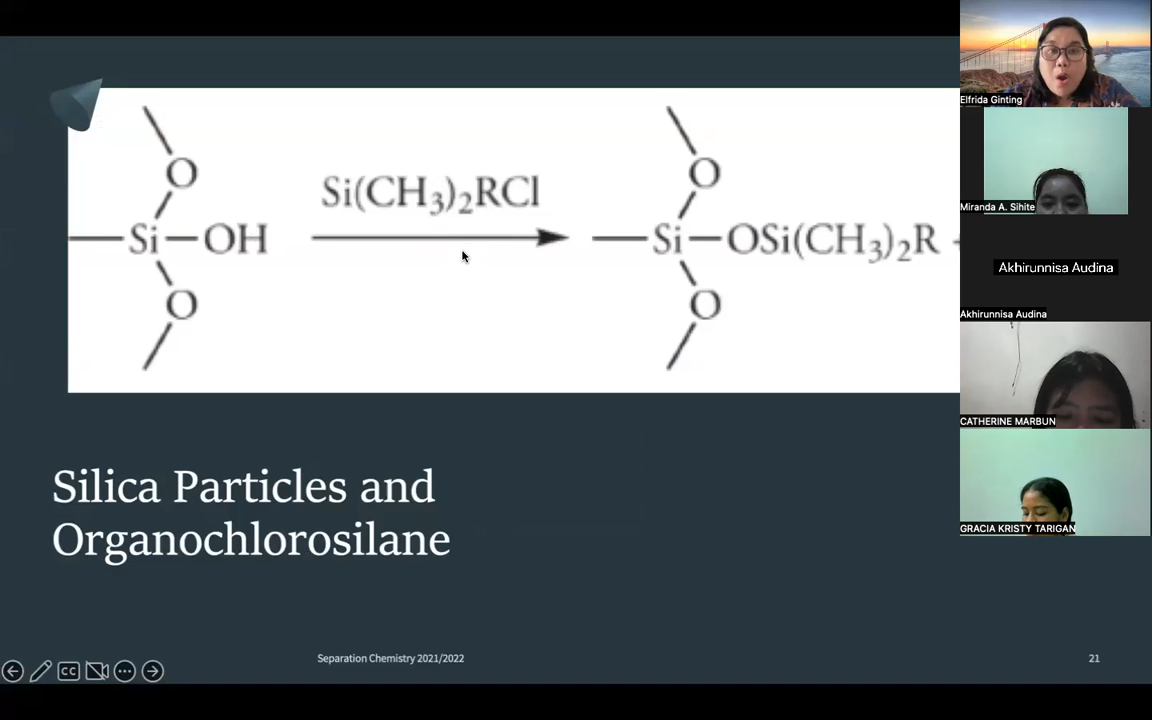 O
Si(CH₃)₂RCl
Si—OH
Si—OSi(CH₃)₂R
O
O
O
Silica Particles and
Organochlorosilane
Separation Chemistry 2021/2022
21
CC
Elfrida Ginting
Miranda A. Sihite
Akhirunnisa Audina
Akhirunnisa Audina
CATHERINE MARBUN
GRACIA KRISTY TARIGAN